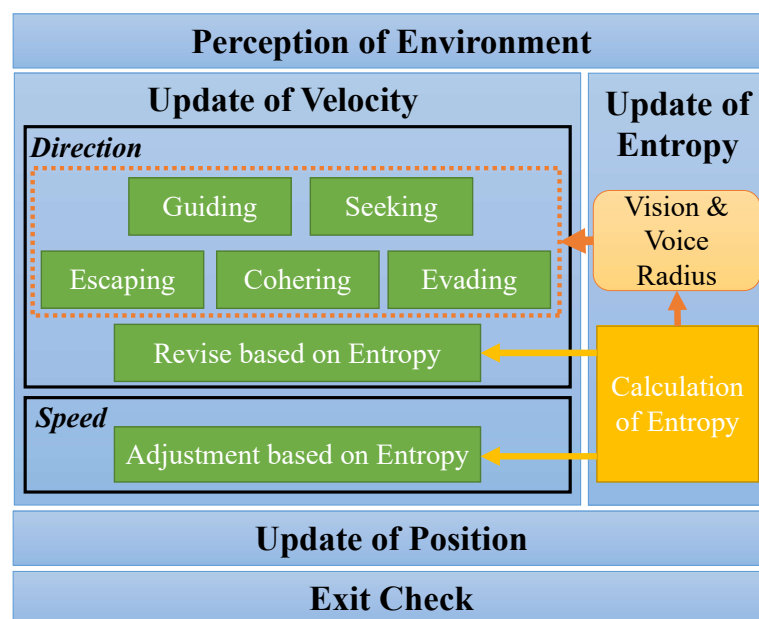 Perception of Environment
Update of Velocity
Direction
Guiding
Seeking
Escaping
Cohering
Evading
Revise based on Entropy
Speed
Adjustment based on Entropy
Update of
Entropy
Vision &
Voice
Radius
Calculation
of Entropy
Update of Position
Exit Check